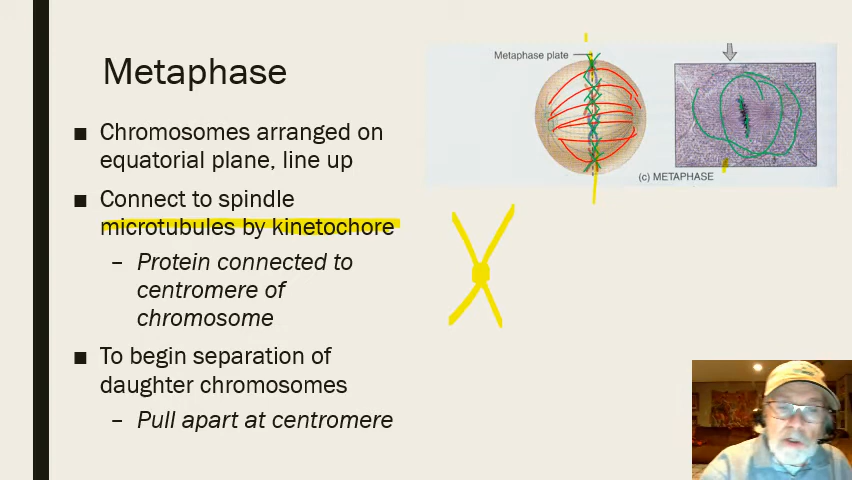 Metaphase
■ Chromosomes arranged on
equatorial plane, line up
■ Connect to spindle
microtubules by kinetochore
– Protein connected to
centromere of
chromosome
■ To begin separation of
daughter chromosomes
– Pull apart at centromere
Metaphase plate
(c) METAPHASE